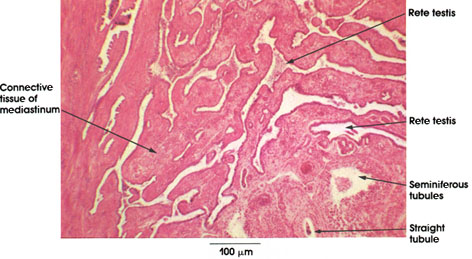 Rete testis
Connective
tissue of
mediastinum
Rete testis
Seminiferous
tubules
Straight
tubule
100 μm